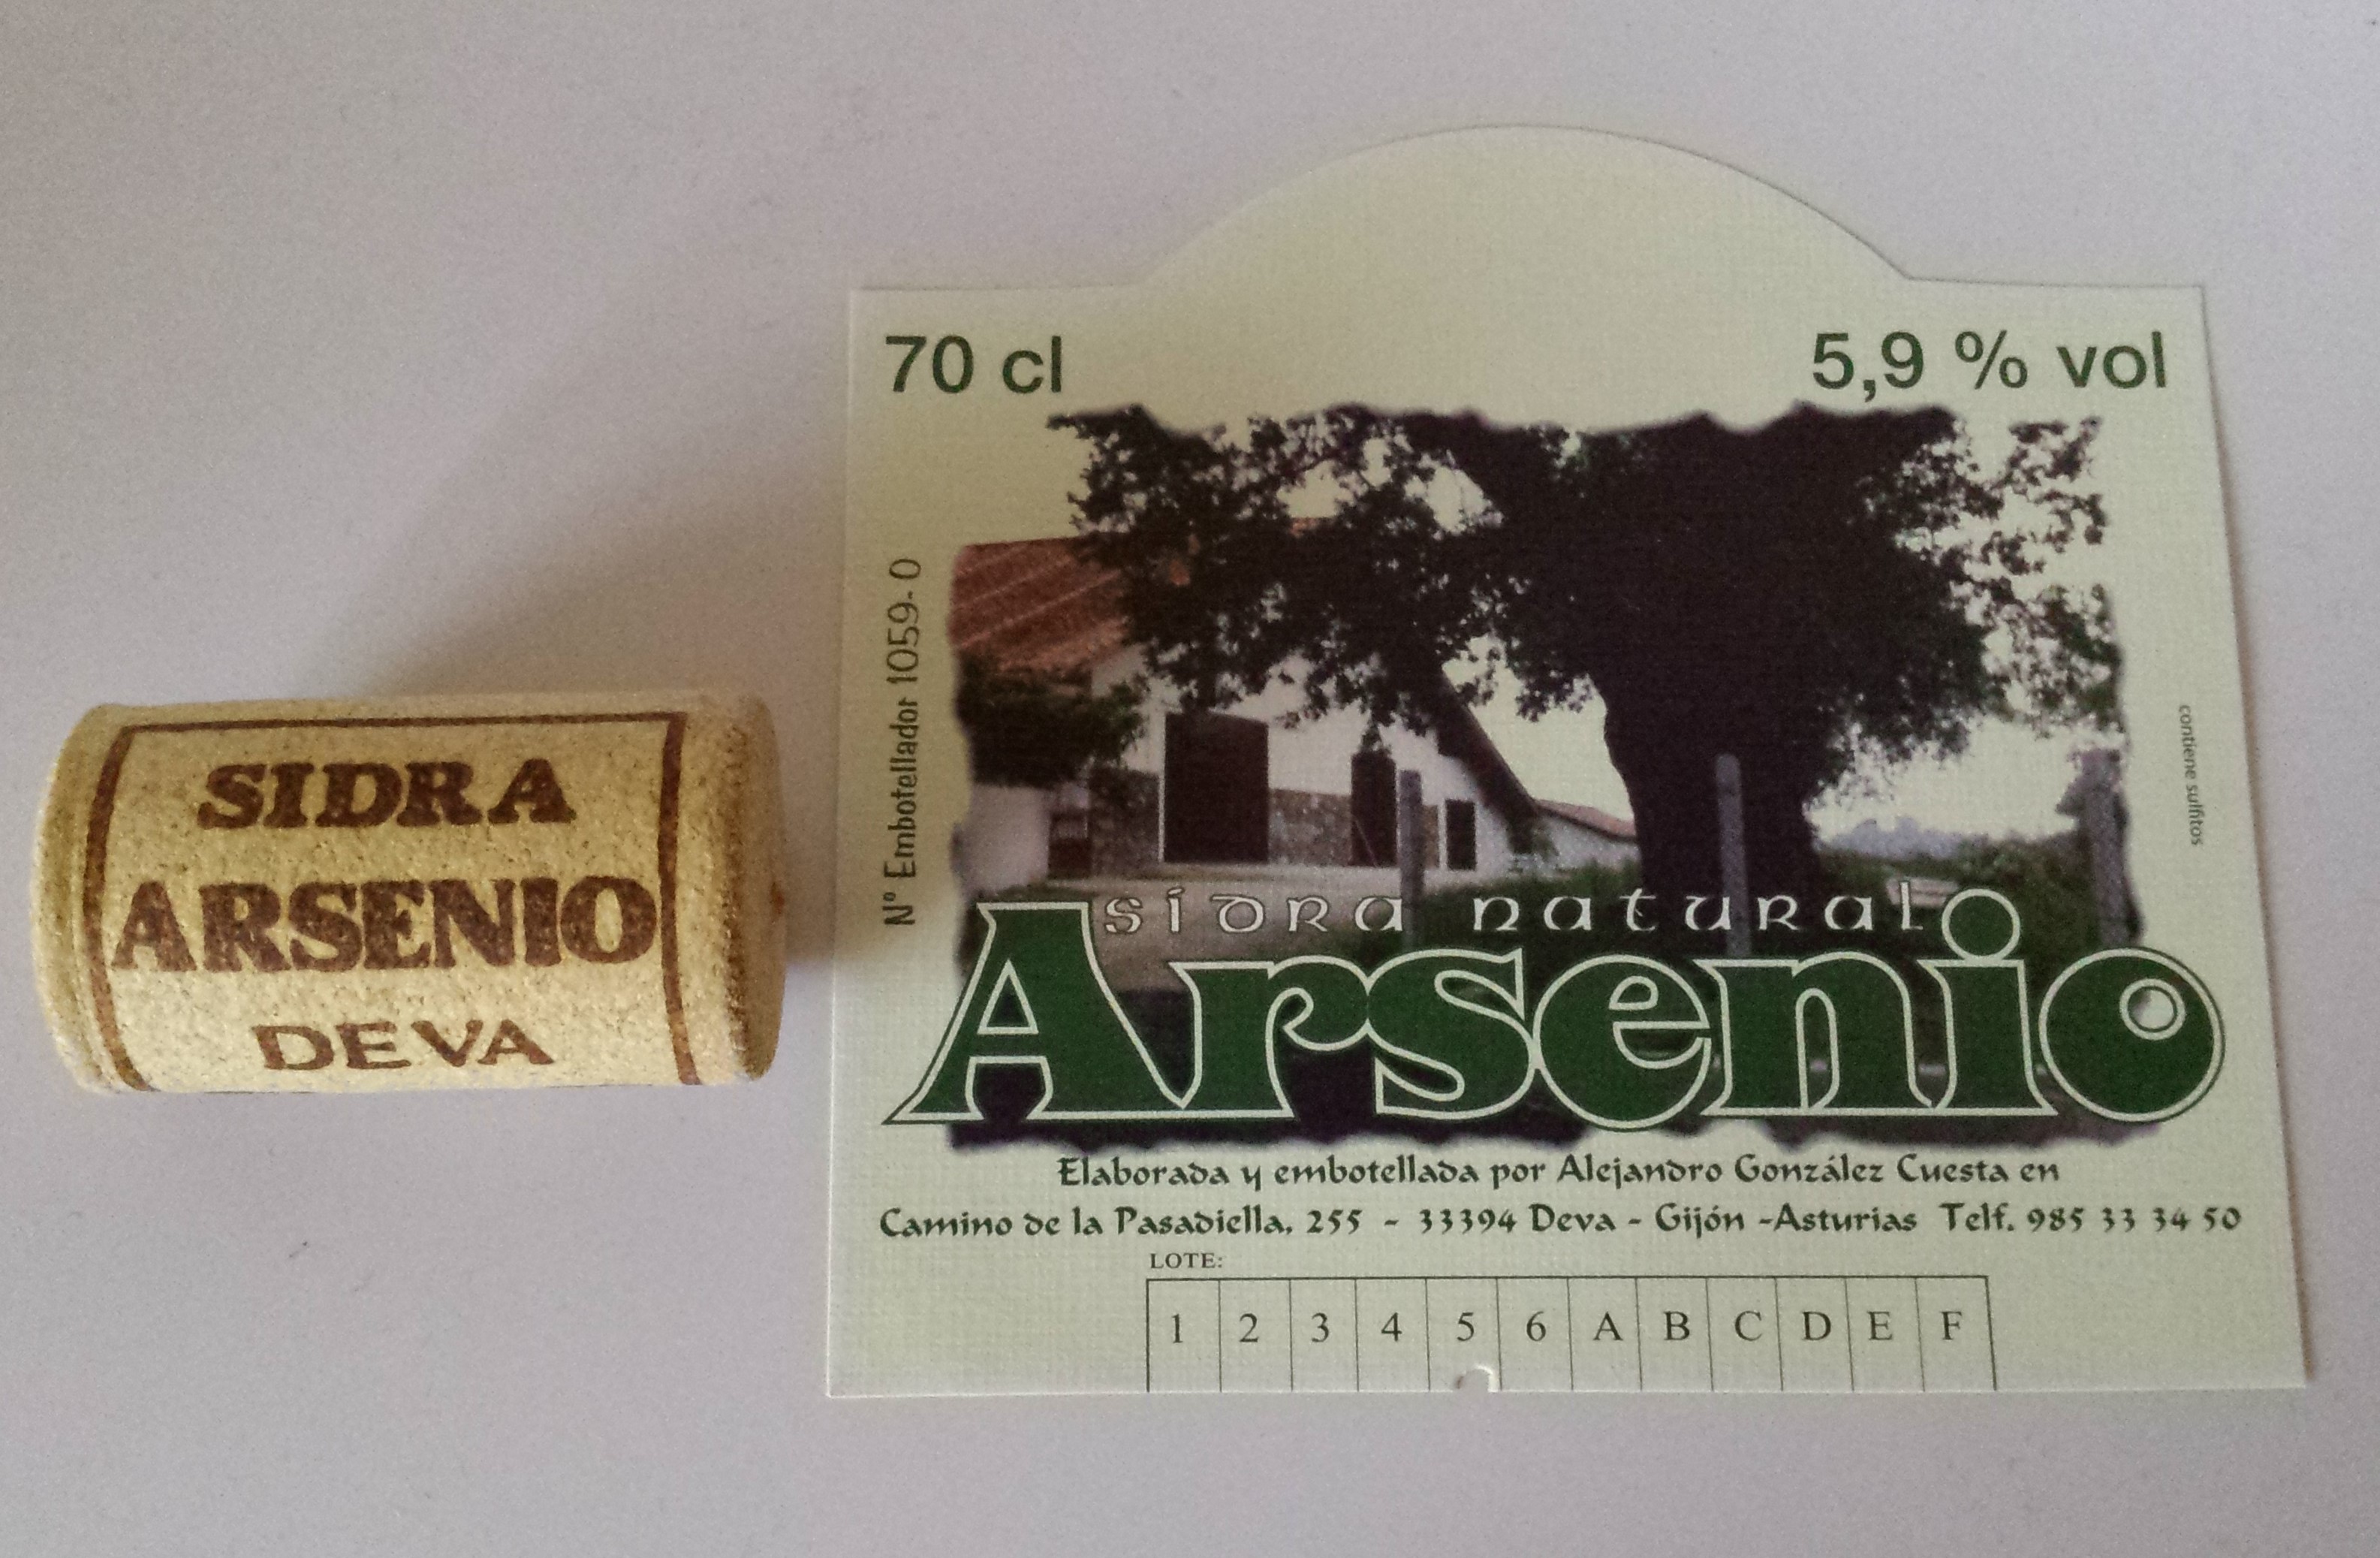 SIDRA
ARSENIO
DEVA
70 cl
5,9 % vol
Nº Embotellador 1059-0
contiene sulfitos
sidra natural
Arsenio
Elaborada y embotellada por Alejandro González Cuesta en
Camino de la Pasadiella, 255 - 33394 Deva - Gijón -Asturias Telf. 985 33 34 50
LOTE:
1 2 3 4 5 6 A B C D E F